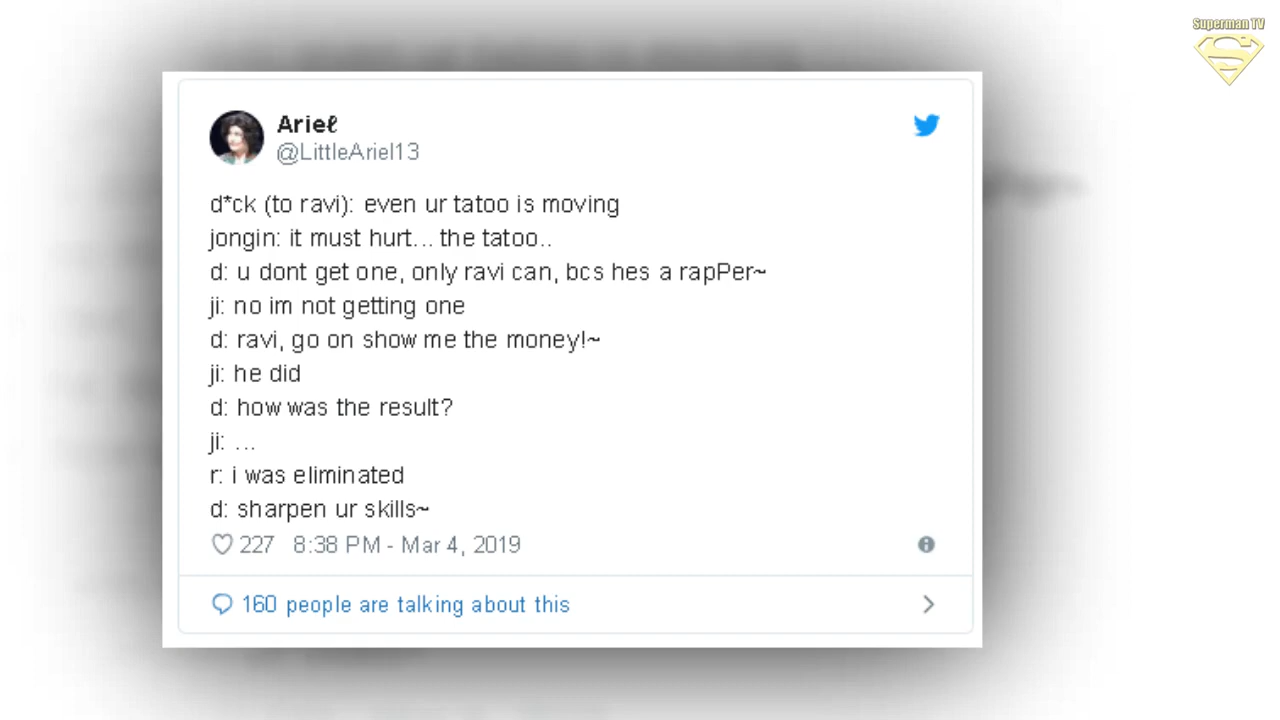 Superman TV
Arieℓ
@LittleAriel13
d*ck (to ravi): even ur tatoo is moving
jongin: it must hurt... the tatoo..
d: u dont get one, only ravi can, bcs hes a rapPer~
ji: no im not getting one
d: ravi, go on show me the money!~
ji: he did
d: how was the result?
ji: ...
r: i was eliminated
d: sharpen ur skills~
227 8:38 PM - Mar 4, 2019
160 people are talking about this